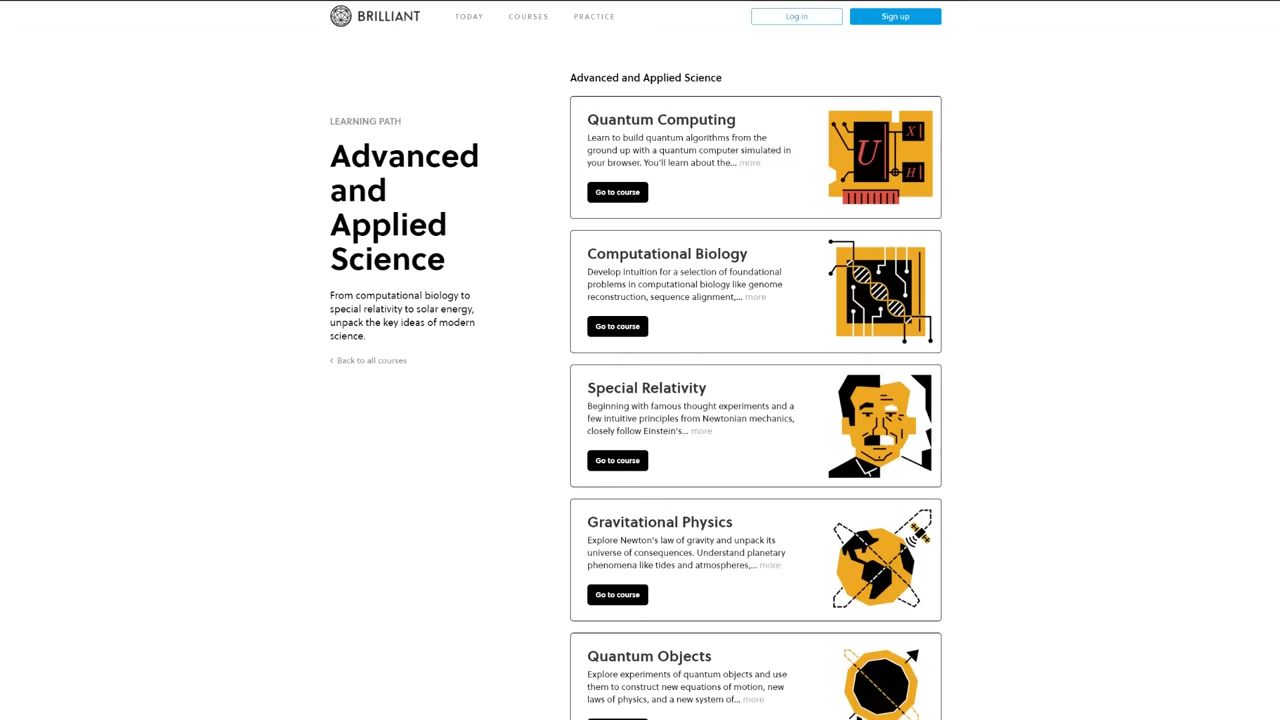 BRILLIANT
TODAY
COURSES
PRACTICE
Log in
Sign up
LEARNING PATH
Advanced
and
Applied
Science
From computational biology to
special relativity to solar energy,
unpack the key ideas of modern
science.
‹ Back to all courses
Advanced and Applied Science
Quantum Computing
Learn to build quantum algorithms from the
ground up with a quantum computer simulated in
your browser. You'll learn about the... more
Go to course
U
X
H
Computational Biology
Develop intuition for a selection of foundational
problems in computational biology like genome
reconstruction, sequence alignment,... more
Go to course
Special Relativity
Beginning with famous thought experiments and a
few intuitive principles from Newtonian mechanics,
closely follow Einstein's... more
Go to course
Gravitational Physics
Explore Newton's law of gravity and unpack its
universe of consequences. Understand planetary
phenomena like tides and atmospheres,... more
Go to course
Quantum Objects
Explore experiments of quantum objects and use
them to construct new equations of motion, new
laws of physics, and a new system of... more